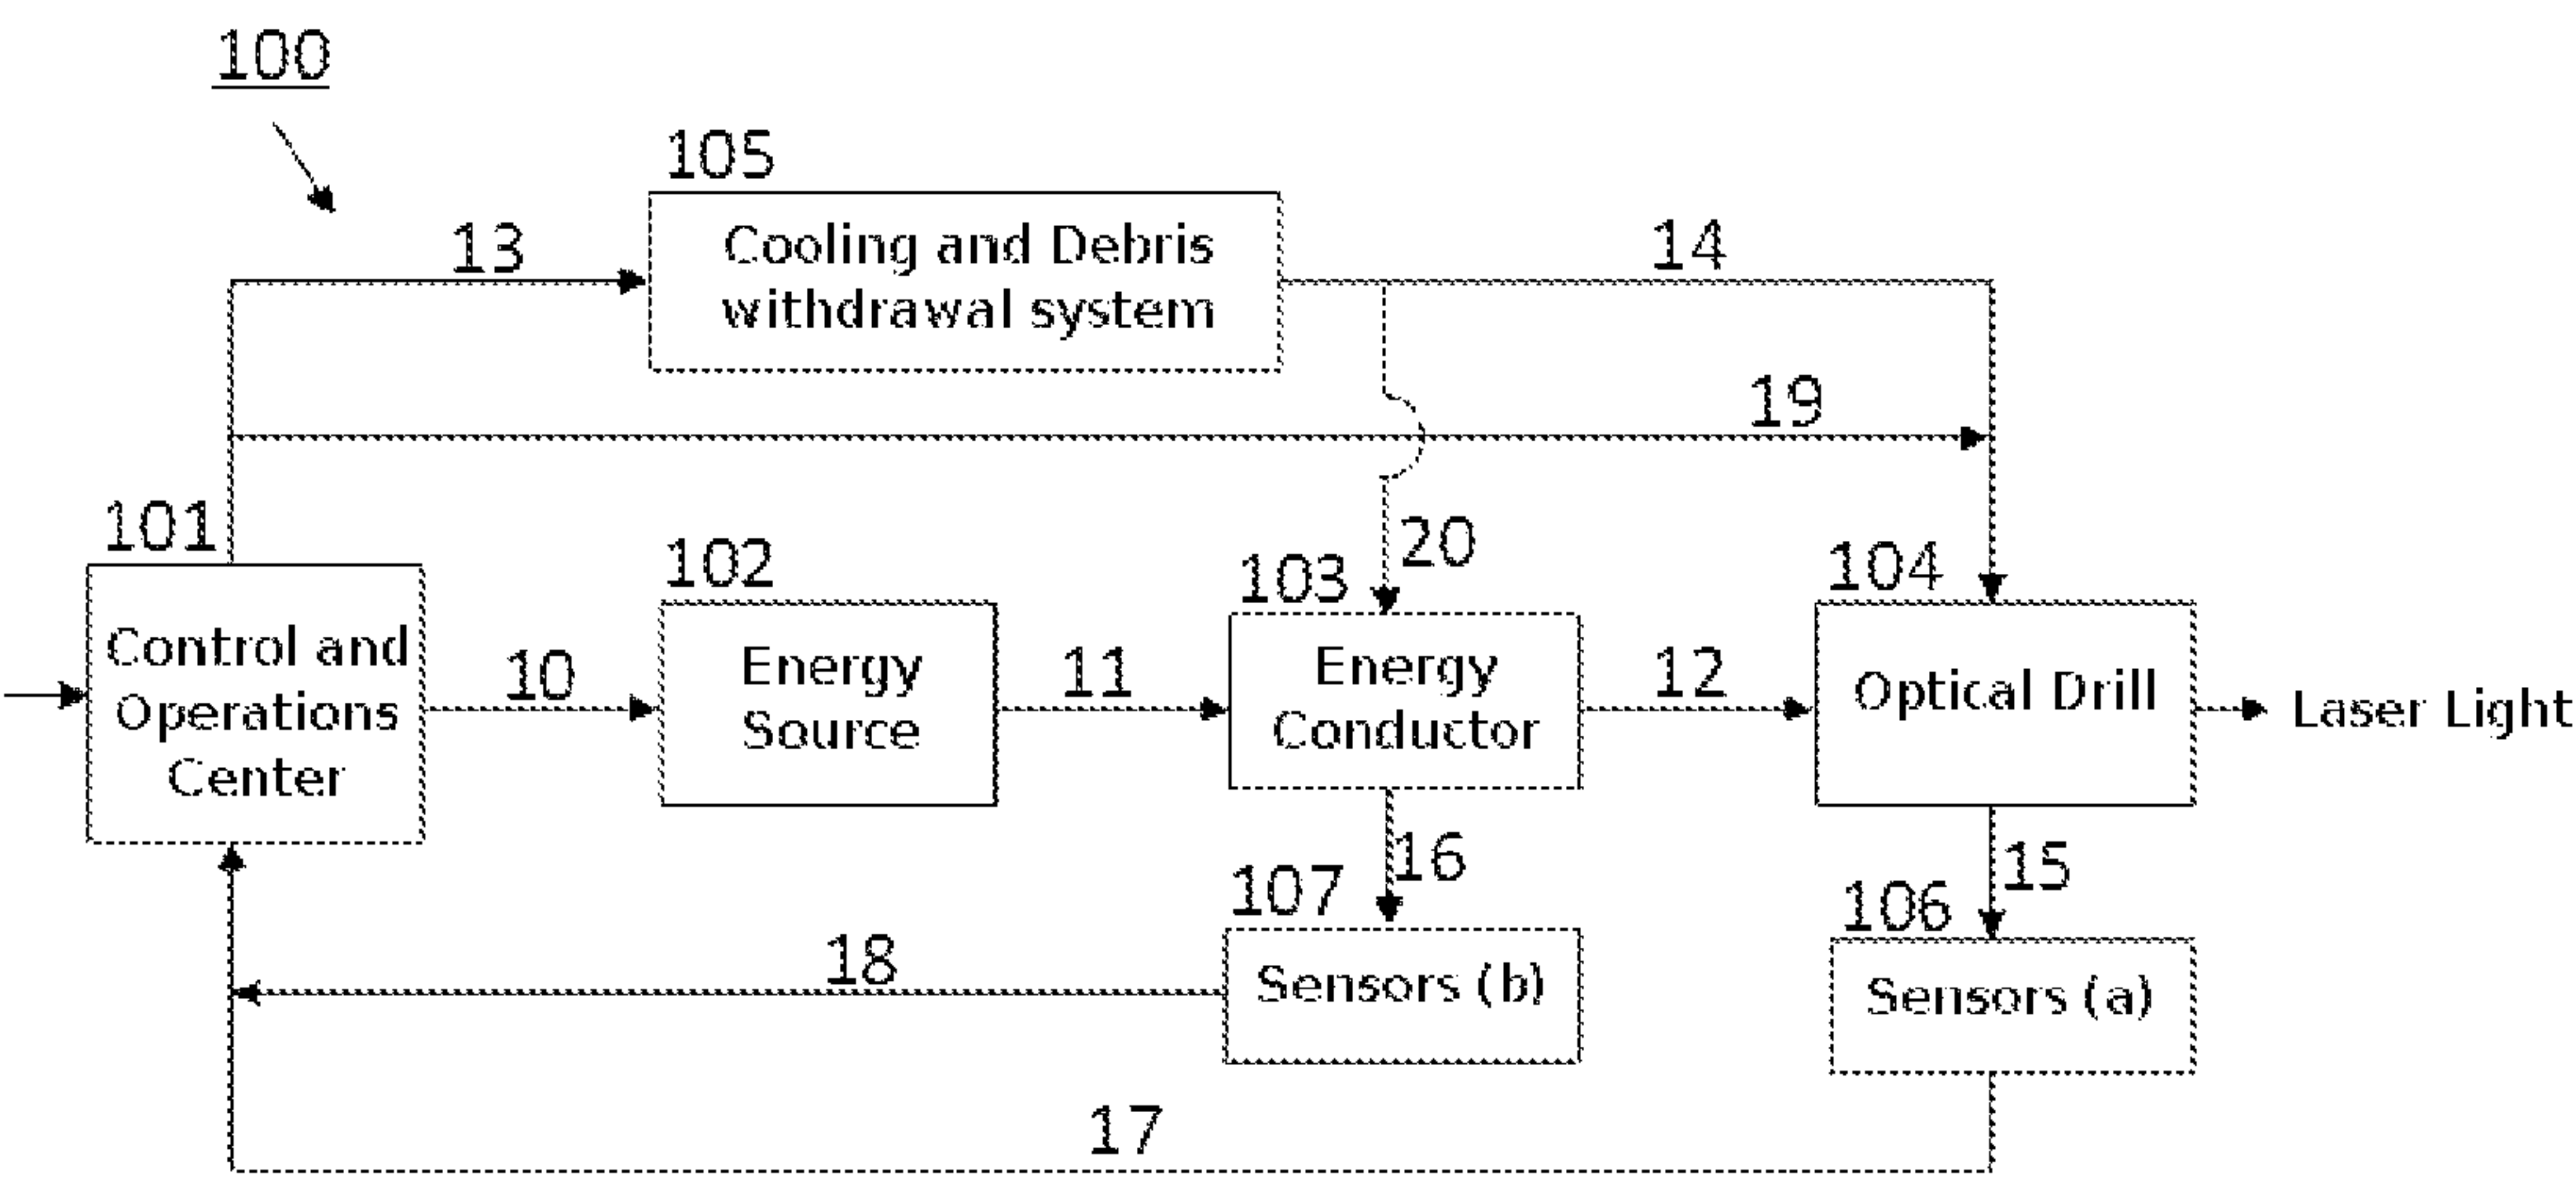 100
105
13
Cooling and Debris
withdrawal system
14
19
101
102
103
20
104
Control and
Operations
Center
10
Energy
Source
11
Energy
Conductor
12
Optical Drill
Laser Light
16
15
107
106
18
Sensors (b)
Sensors (a)
17